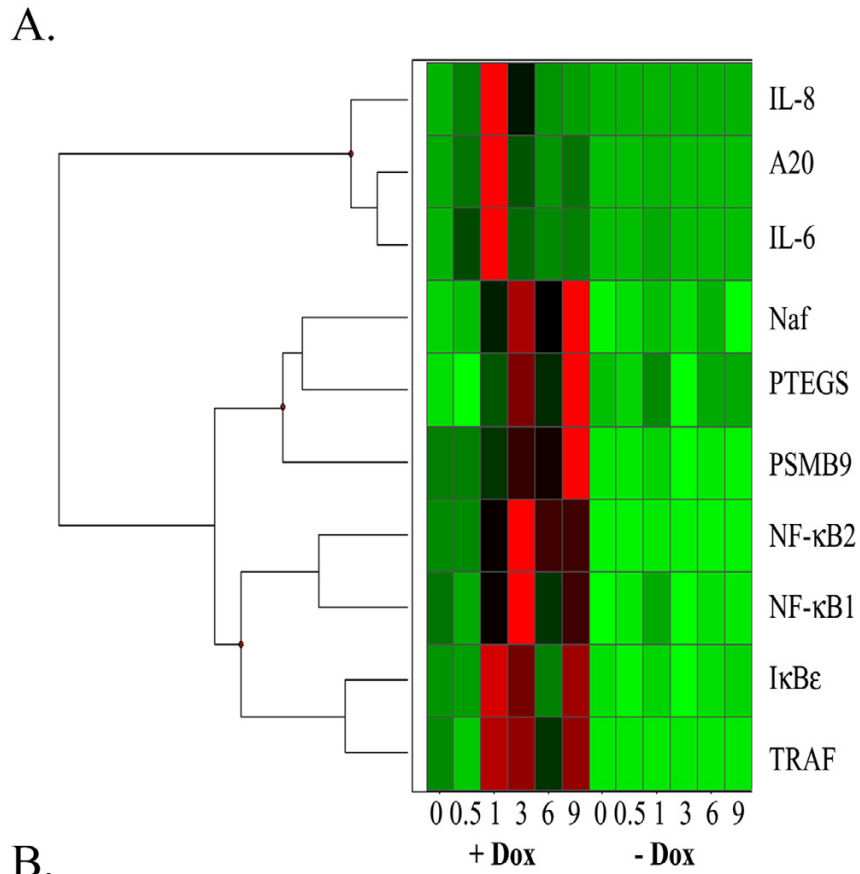 A.
IL-8
A20
IL-6
Naf
PTEGS
PSMB9
NF-κB2
NF-κB1
IκBε
TRAF
0 0.5 1 3 6 9 0 0.5 1 3 6 9
+ Dox - Dox
B.